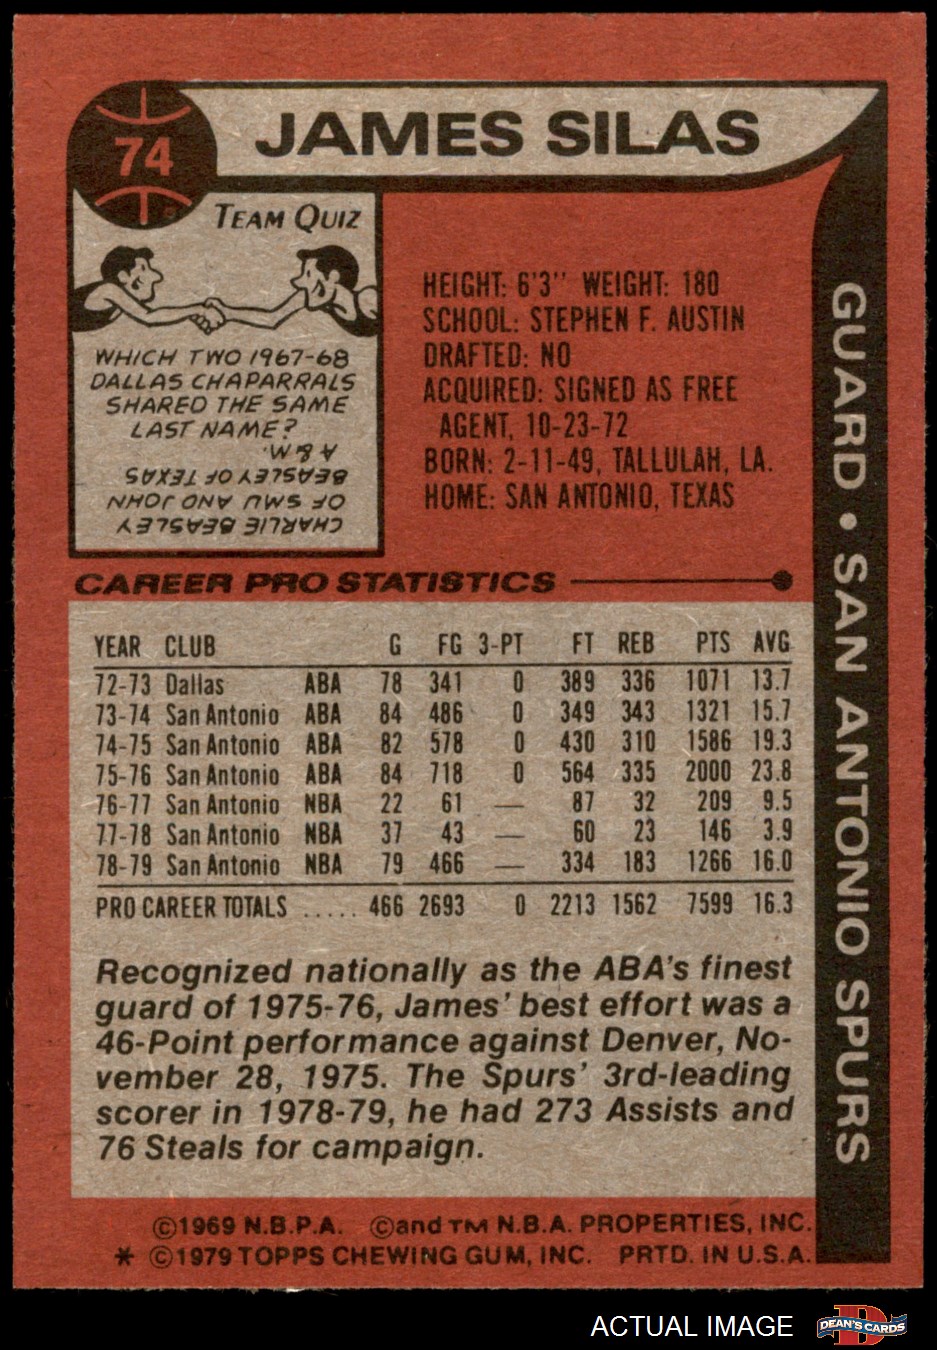 74
JAMES SILAS
TEAM QUIZ
WHICH TWO 1967-68
DALLAS CHAPARRALS
SHARED THE SAME
LAST NAME?
CHARLIE BEASLEY
OF SMU AND JOHN
BEASLEY OF TEXAS
A & M.
HEIGHT: 6'3'' WEIGHT: 180
SCHOOL: STEPHEN F. AUSTIN
DRAFTED: NO
ACQUIRED: SIGNED AS FREE
AGENT, 10-23-72
BORN: 2-11-49, TALLULAH, LA.
HOME: SAN ANTONIO, TEXAS
GUARD • SAN ANTONIO SPURS
CAREER PRO STATISTICS
YEAR CLUB G FG 3-PT FT REB PTS AVG
72-73 Dallas ABA 78 341 0 389 336 1071 13.7
73-74 San Antonio ABA 84 486 0 349 343 1321 15.7
74-75 San Antonio ABA 82 578 0 430 310 1586 19.3
75-76 San Antonio ABA 84 718 0 564 335 2000 23.8
76-77 San Antonio NBA 22 61 — 87 32 209 9.5
77-78 San Antonio NBA 37 43 — 60 23 146 3.9
78-79 San Antonio NBA 79 466 — 334 183 1266 16.0
PRO CAREER TOTALS ..... 466 2693 0 2213 1562 7599 16.3
Recognized nationally as the ABA's finest
guard of 1975-76, James' best effort was a
46-Point performance against Denver, No-
vember 28, 1975. The Spurs' 3rd-leading
scorer in 1978-79, he had 273 Assists and
76 Steals for campaign.
©1969 N.B.P.A. ©and TM N.B.A. PROPERTIES, INC.
* ©1979 TOPPS CHEWING GUM, INC. PRTD. IN U.S.A.
ACTUAL IMAGE
D
DEAN'S CARDS